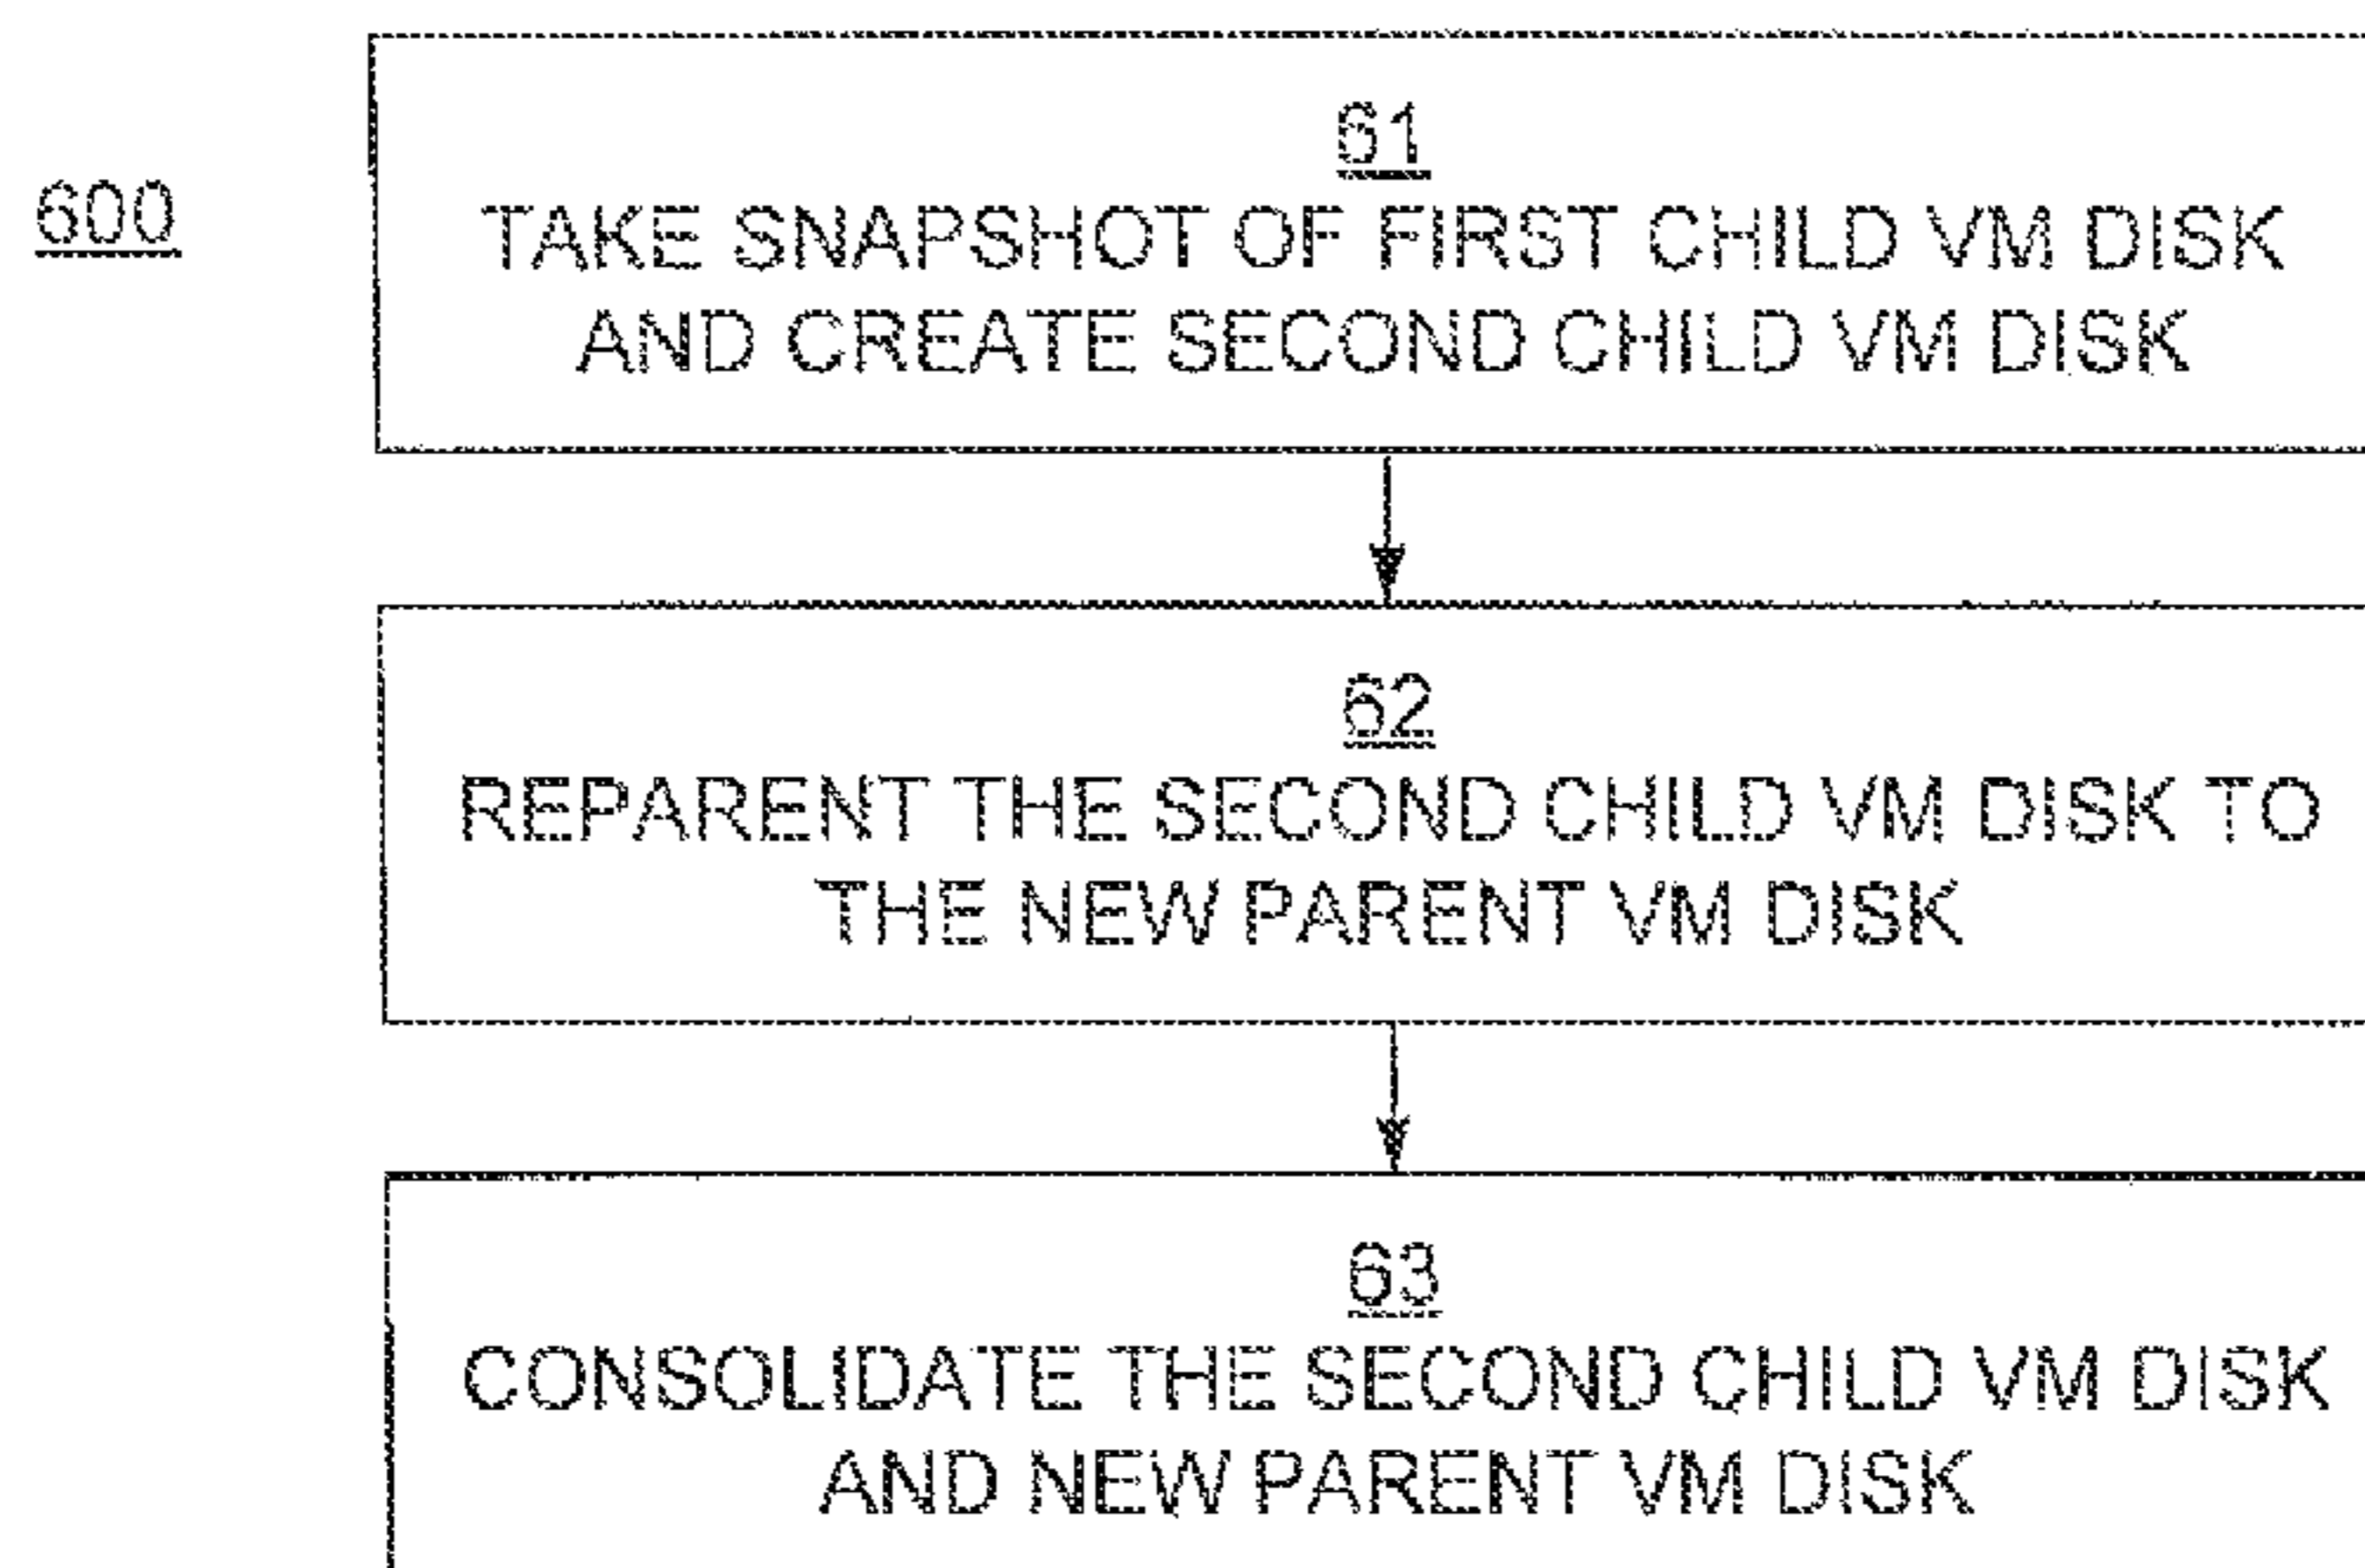 600
61
TAKE SNAPSHOT OF FIRST CHILD VM DISK
AND CREATE SECOND CHILD VM DISK
62
REPARENT THE SECOND CHILD VM DISK TO
THE NEW PARENT VM DISK
63
CONSOLIDATE THE SECOND CHILD VM DISK
AND NEW PARENT VM DISK